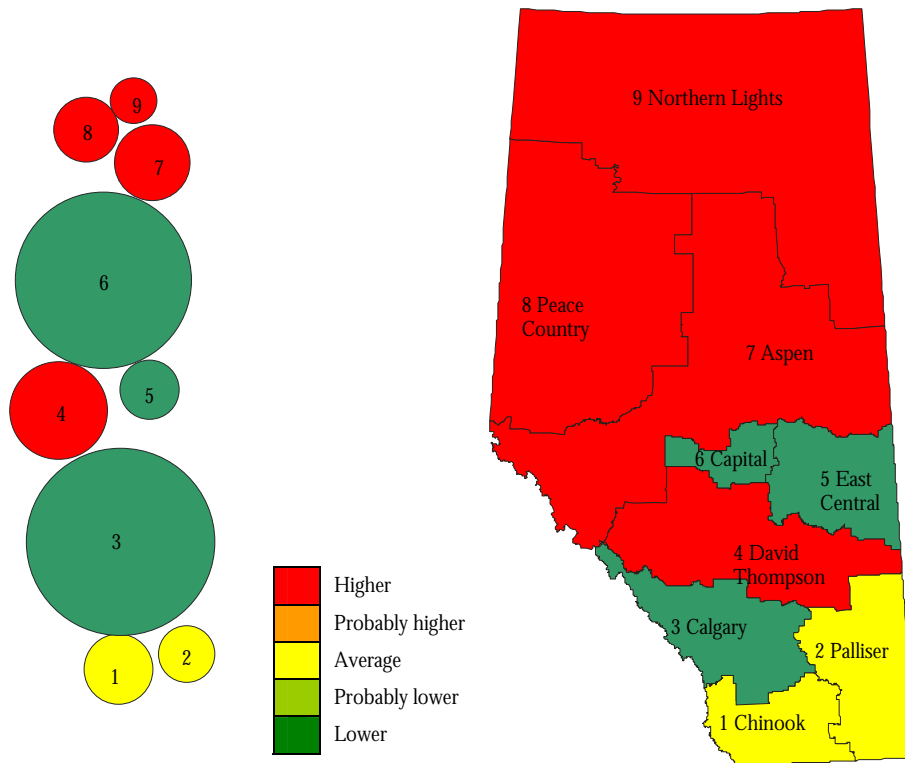 9
8
7
6
5
4
3
2
1
Higher
Probably higher
Average
Probably lower
Lower
9 Northern Lights
8 Peace
Country
7 Aspen
6 Capital
5 East
Central
4 David
Thompson
3 Calgary
2 Palliser
1 Chinook